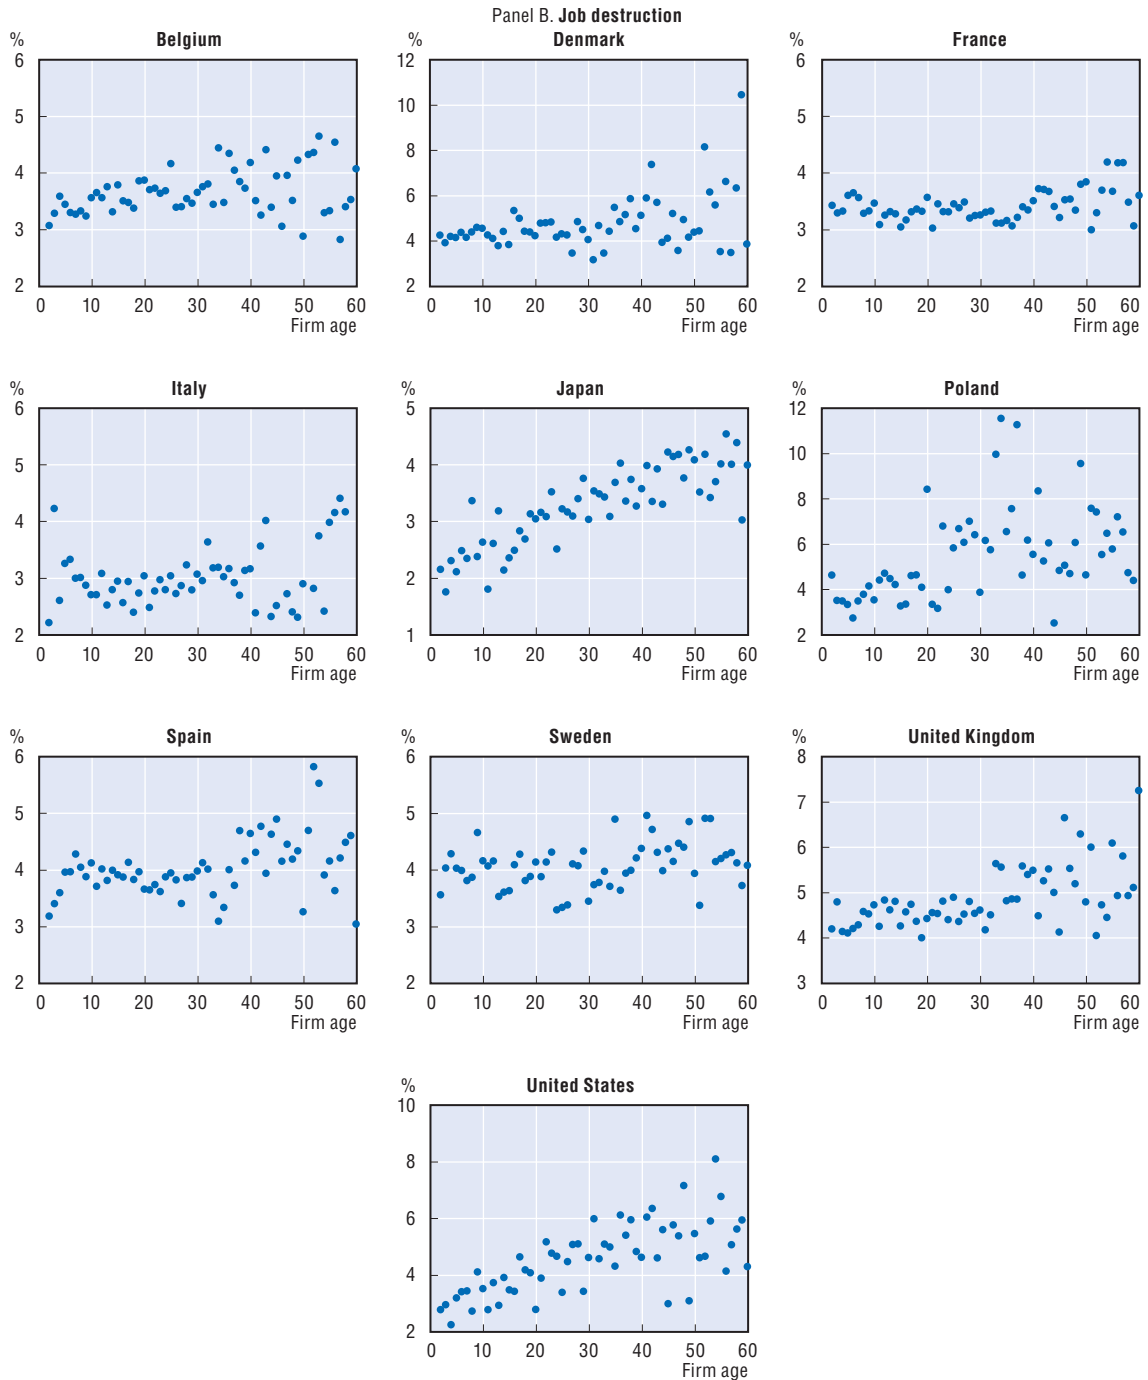 Panel B. Job destruction
% Belgium
6
5
4
3
2
0 10 20 30 40 50 60
Firm age
% Denmark
12
10
8
6
4
2
0 10 20 30 40 50 60
Firm age
% France
6
5
4
3
2
0 10 20 30 40 50 60
Firm age
% Italy
6
5
4
3
2
0 10 20 30 40 50 60
Firm age
% Japan
5
4
3
2
1
0 10 20 30 40 50 60
Firm age
% Poland
12
10
8
6
4
2
0 10 20 30 40 50 60
Firm age
% Spain
6
5
4
3
2
0 10 20 30 40 50 60
Firm age
% Sweden
6
5
4
3
2
0 10 20 30 40 50 60
Firm age
% United Kingdom
8
7
6
5
4
3
0 10 20 30 40 50 60
Firm age
% United States
10
8
6
4
2
0 10 20 30 40 50 60
Firm age